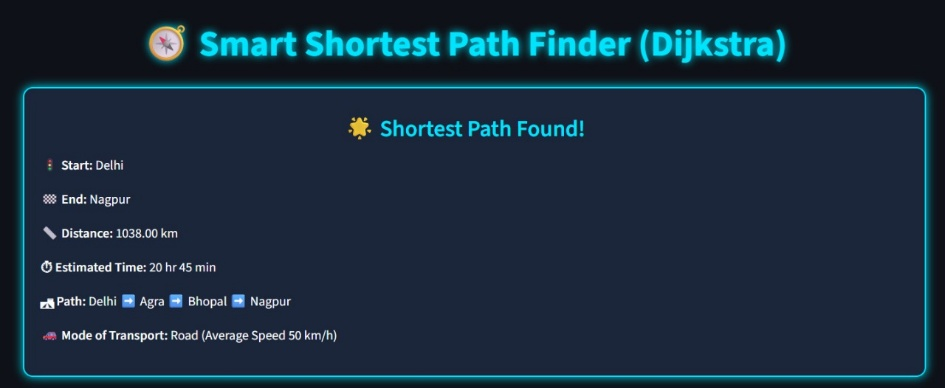 🧭 Smart Shortest Path Finder (Dijkstra)
🌟 Shortest Path Found!
🚦 Start: Delhi
🏁 End: Nagpur
📏 Distance: 1038.00 km
⏱ Estimated Time: 20 hr 45 min
🛣 Path: Delhi ➡ Agra ➡ Bhopal ➡ Nagpur
🚗 Mode of Transport: Road (Average Speed 50 km/h)